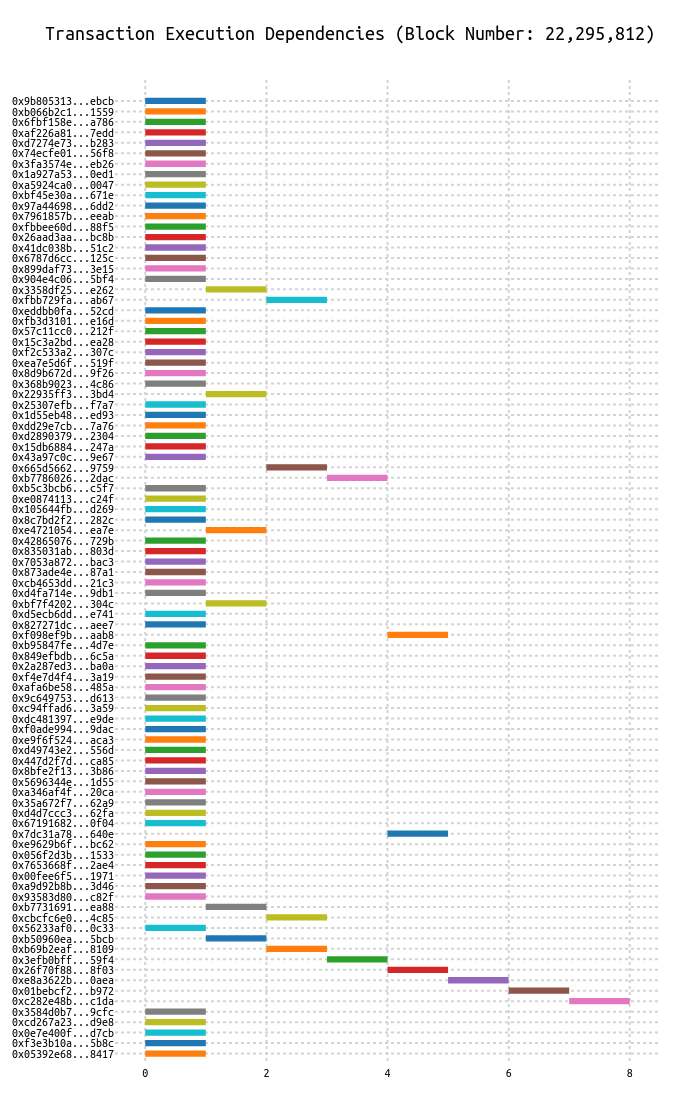 Transaction Execution Dependencies (Block Number: 22,295,812)
0x9b805313...ebcb
0xb066b2c1...1559
0x6fbf158e...a786
0xaf226a81...7edd
0xd7274e73...b283
0x74ecfe01...56f8
0x3fa3574e...eb26
0x1a927a53...0ed1
0xa5924ca0...0047
0xbf45e30a...671e
0x97a44698...6dd2
0x7961857b...eeab
0xfbbee60d...88f5
0x26aad3aa...bc8b
0x41dc038b...51c2
0x6787d6cc...125c
0x899daf73...3e15
0x904e4c06...5bf4
0x3358df25...e262
0xfbb729fa...ab67
0xeddbb0fa...52cd
0xfb3d3101...e16d
0x57c11cc0...212f
0x15c3a2bd...ea28
0xf2c533a2...307c
0xea7e5d6f...519f
0x8d9b672d...9f26
0x368b9023...4c86
0x22935ff3...3bd4
0x25307efb...f7a7
0x1d55eb48...ed93
0xdd29e7cb...7a76
0xd2890379...2304
0x15db6884...247a
0x43a97c0c...9e67
0x665d5662...9759
0xb7786026...2dac
0xb5c3bcb6...c5f7
0xe0874113...c24f
0x105644fb...d269
0x8c7bd2f2...282c
0xe4721054...ea7e
0x42865076...729b
0x835031ab...803d
0x7053a872...bac3
0x873ade4e...87a1
0xcb4653dd...21c3
0xd4fa714e...9db1
0xbf7f4202...304c
0xd5ecb6dd...e741
0x827271dc...aee7
0xf098ef9b...aab8
0xb95847fe...4d7e
0x849efbdb...6c5a
0x2a287ed3...ba0a
0xf4e7d4f4...3a19
0xafa6be58...485a
0x9c649753...d613
0xc94ffad6...3a59
0xdc481397...e9de
0xf0ade994...9dac
0xe9f6f524...aca3
0xd49743e2...556d
0x447d2f7d...ca85
0x8bfe2f13...3b86
0x5696344e...1d55
0xa346af4f...20ca
0x35a672f7...62a9
0xd4d7ccc3...62fa
0x67191682...0f04
0x7dc31a78...640e
0xe9629b6f...bc62
0x056f2d3b...1533
0x7653668f...2ae4
0x00fee6f5...1971
0xa9d92b8b...3d46
0x93583d80...c82f
0xb7731691...ea88
0xcbcfc6e0...4c85
0x56233af0...0c33
0xb50960ea...5bcb
0xb69b2eaf...8109
0x3efb0bff...59f4
0x26f70f88...8f03
0xe8a3622b...0aea
0x01bebcf2...b972
0xc282e48b...c1da
0x3584d0b7...9cfc
0xcd267a23...d9e8
0x0e7e400f...d7cb
0xf3e3b10a...5b8c
0x05392e68...8417
0 2 4 6 8